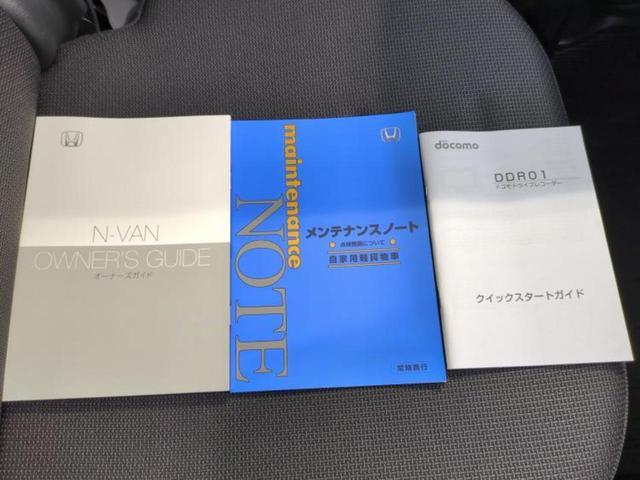 N-VAN
OWNER'S GUIDE
オーナーズガイド
maintenance
NOTE
メンテナンスノート
点検整備について
自家用軽貨物車
常時携行
döcomo
DDR01
ドコモドライブレコーダー
クイックスタートガイド